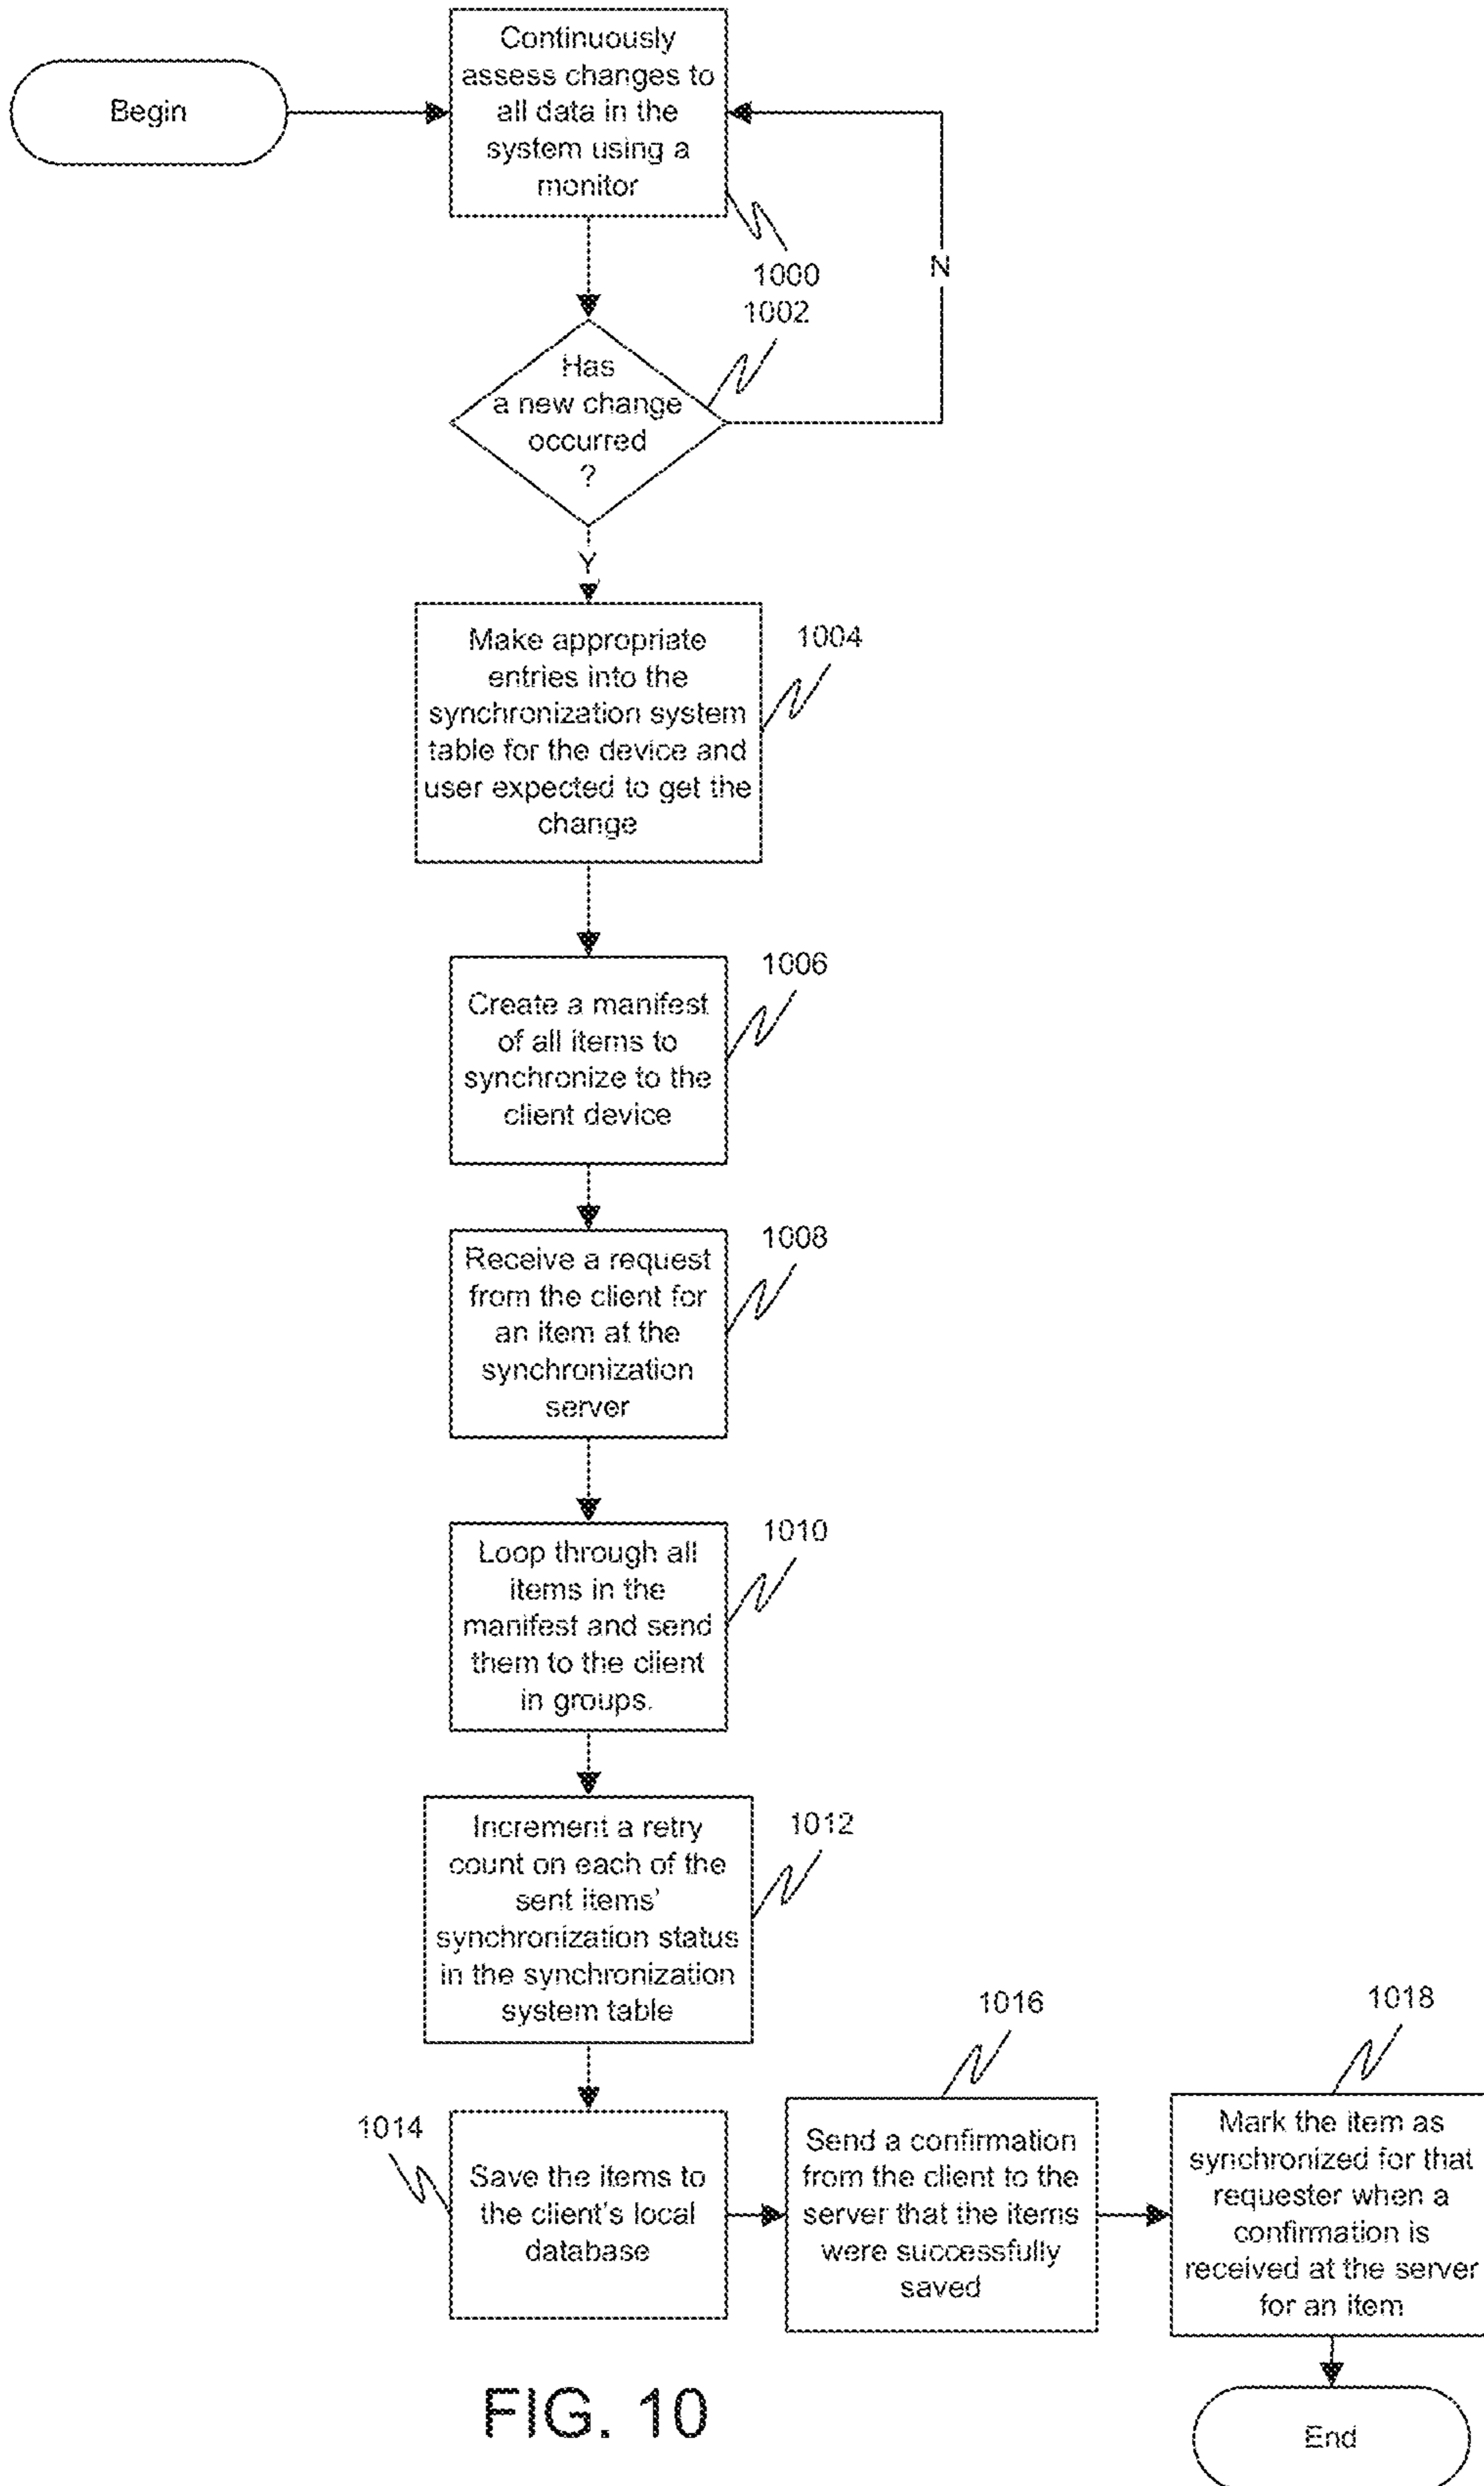 Begin
Continuously
assess changes to
all data in the
system using a
monitor
1000
N
1002
Has
a new change
occurred
?
Y
Make appropriate
entries into the
synchronization system
table for the device and
user expected to get the
change
1004
Create a manifest
of all items to
synchronize to the
client device
1006
Receive a request
from the client for
an item at the
synchronization
server
1008
Loop through all
items in the
manifest and send
them to the client
in groups.
1010
Increment a retry
count on each of the
sent items'
synchronization status
in the synchronization
system table
1012
1014
Save the items to
the client's local
database
1016
Send a confirmation
from the client to the
server that the items
were successfully
saved
1018
Mark the item as
synchronized for that
requester when a
confirmation is
received at the server
for an item
End
FIG. 10